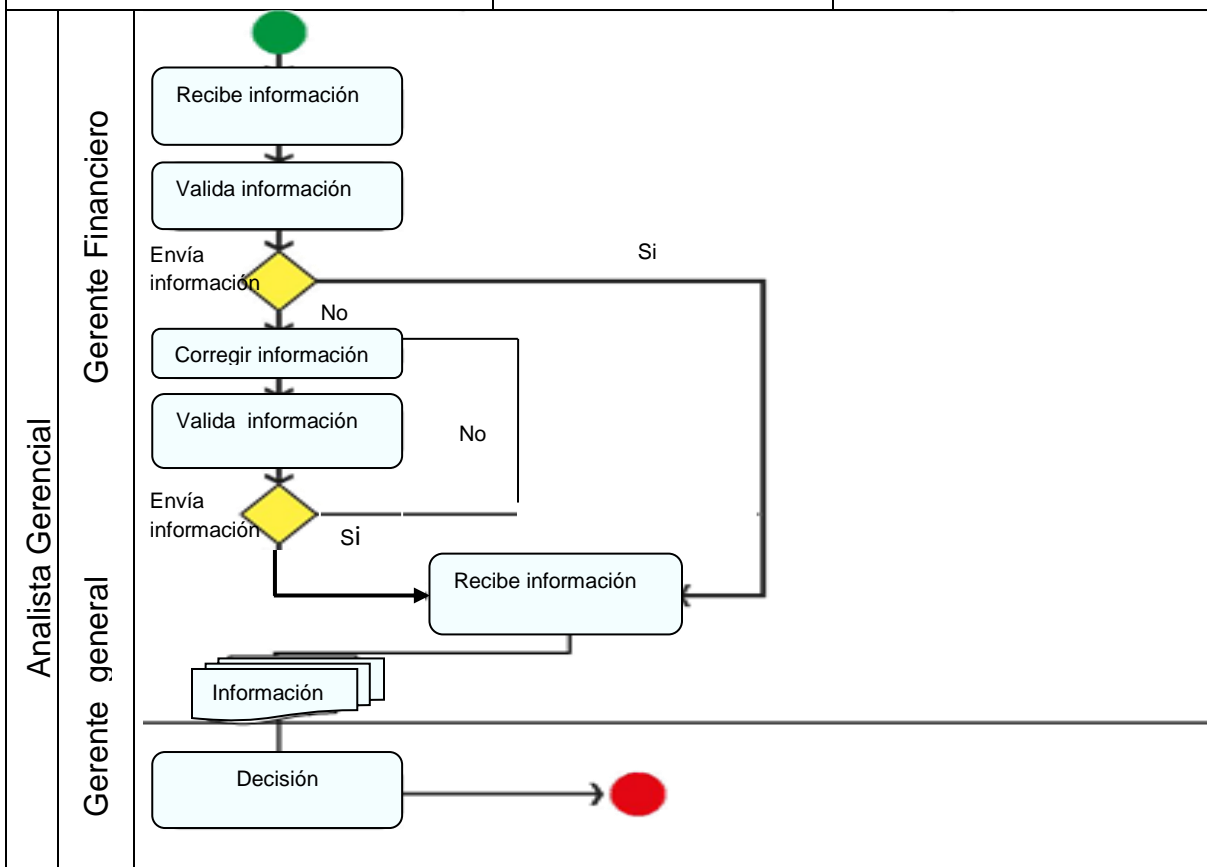 Analista Gerencial
Gerente Financiero
Gerente general
Recibe información
Valida información
Envía
información
Si
No
Corregir información
Valida  información
No
Envía
información
Si
Recibe información
Información
Decisión